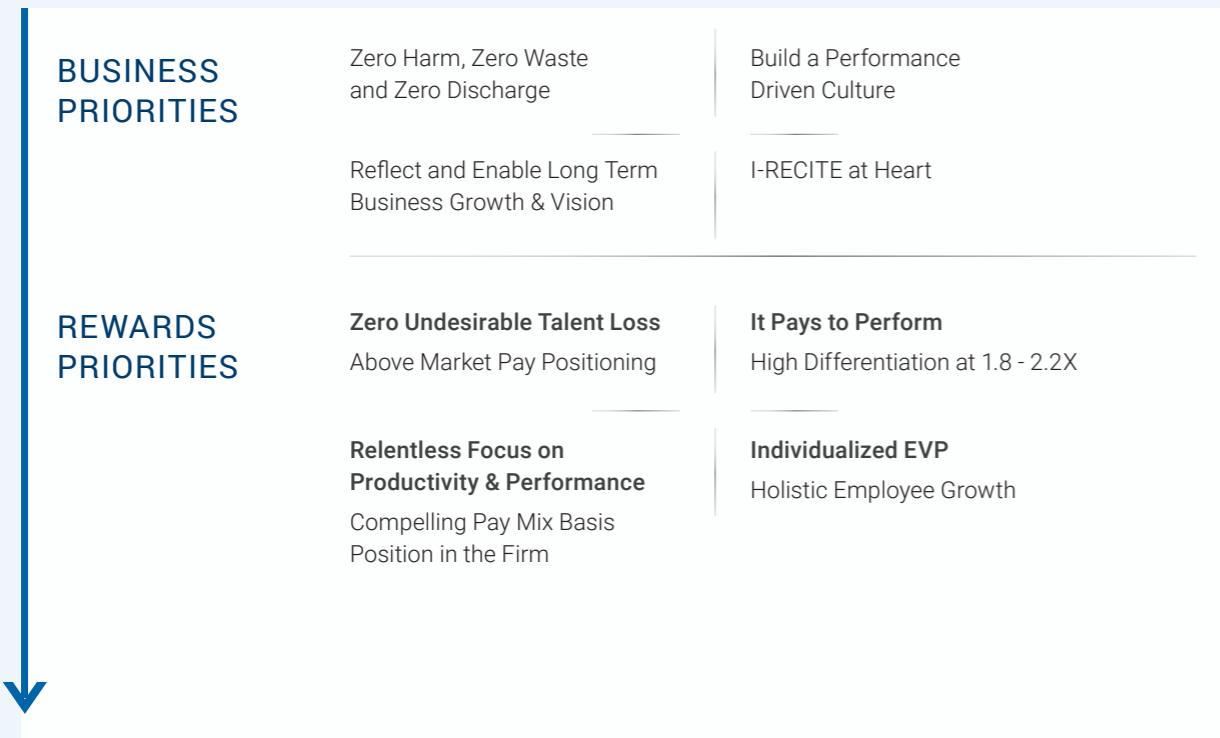 BUSINESS
PRIORITIES
Zero Harm, Zero Waste
and Zero Discharge
Build a Performance
Driven Culture
Reflect and Enable Long Term
Business Growth & Vision
I-RECITE at Heart
REWARDS
PRIORITIES
Zero Undesirable Talent Loss
Above Market Pay Positioning
It Pays to Perform
High Differentiation at 1.8 - 2.2X
Relentless Focus on
Productivity & Performance
Compelling Pay Mix Basis
Position in the Firm
Individualized EVP
Holistic Employee Growth